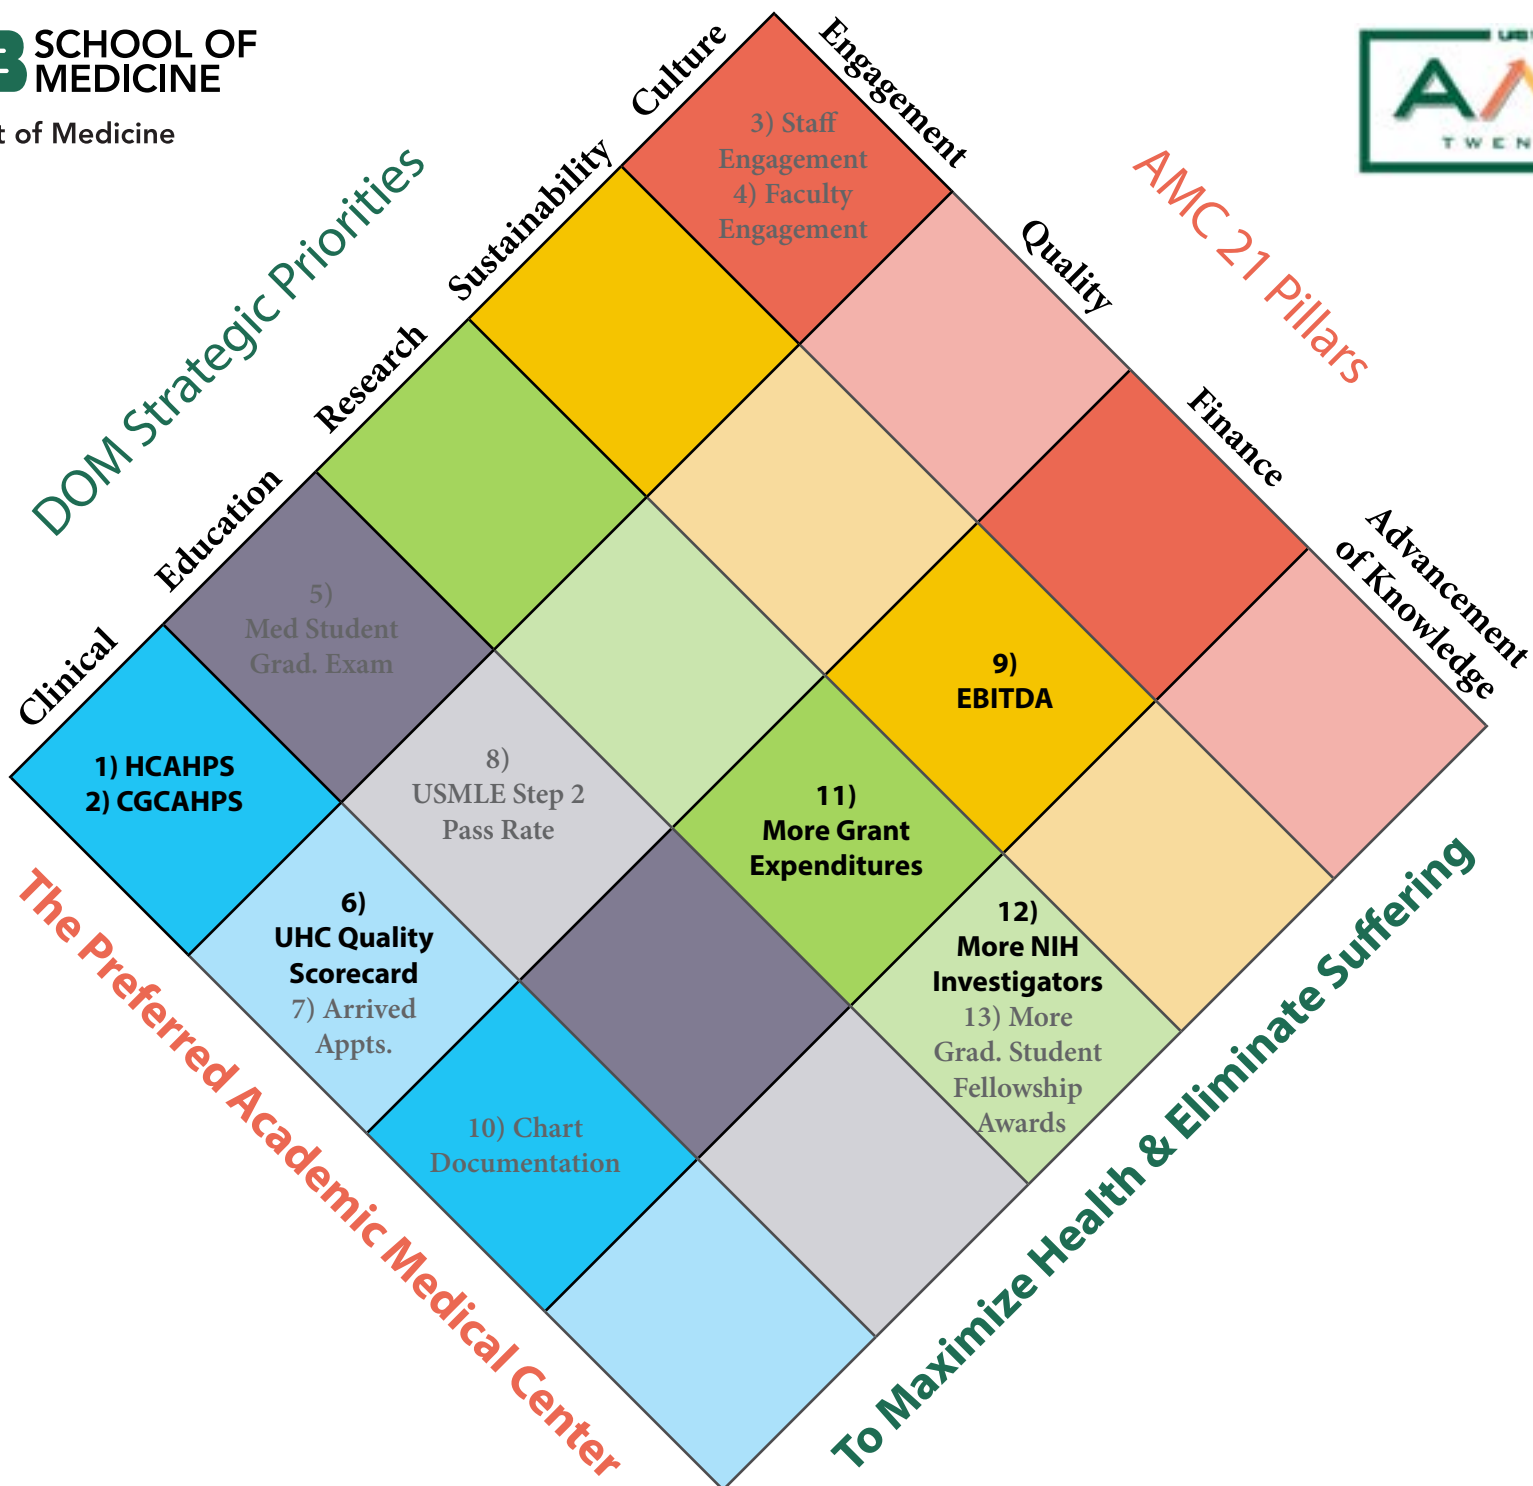 SCHOOL OF
MEDICINE
of Medicine
DOM Strategic Priorities
AMC 21 Pillars
Culture
Sustainability
Research
Education
Clinical
Engagement
Quality
Finance
Advancement
of Knowledge
3) Staff
Engagement
4) Faculty
Engagement
5)
Med Student
Grad. Exam
9)
EBITDA
1) HCAHPS
2) CGCAHPS
8)
USMLE Step 2
Pass Rate
11)
More Grant
Expenditures
6)
UHC Quality
Scorecard
7) Arrived
Appts.
12)
More NIH
Investigators
13) More
Grad. Student
Fellowship
Awards
10) Chart
Documentation
The Preferred Academic Medical Center
To Maximize Health & Eliminate Suffering